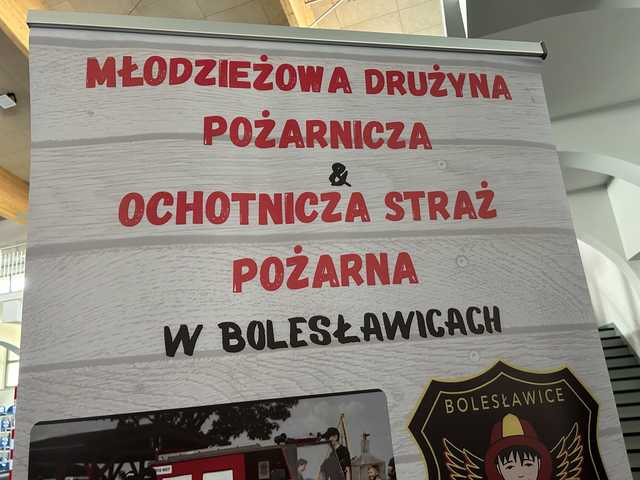 MŁODZIEŻOWA DRUŻYNA
POŻARNICZA
&
OCHOTNICZA STRAŻ
POŻARNA
W BOLESŁAWICACH
BOLESŁAWICE